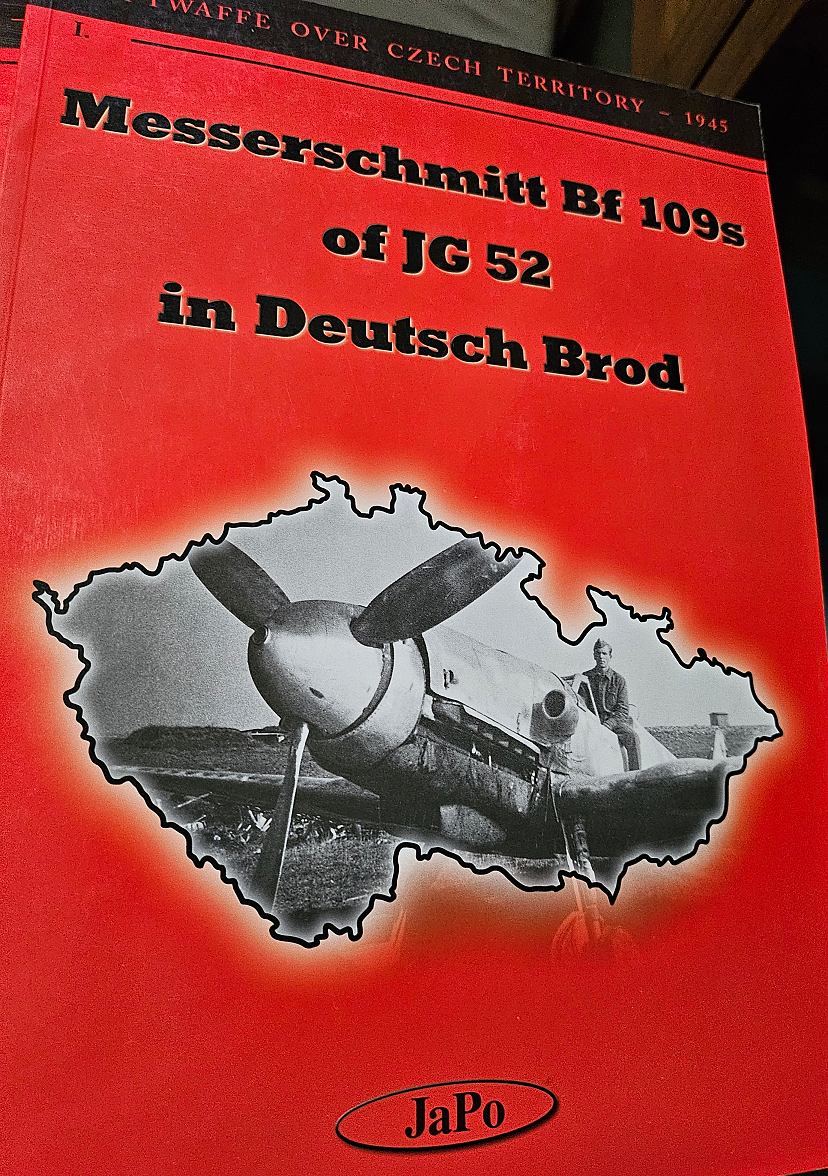 TWAFFE OVER CZECH TERRITORY – 1945
I.
Messerschmitt Bf 109s
of JG 52
in Deutsch Brod
JaPo